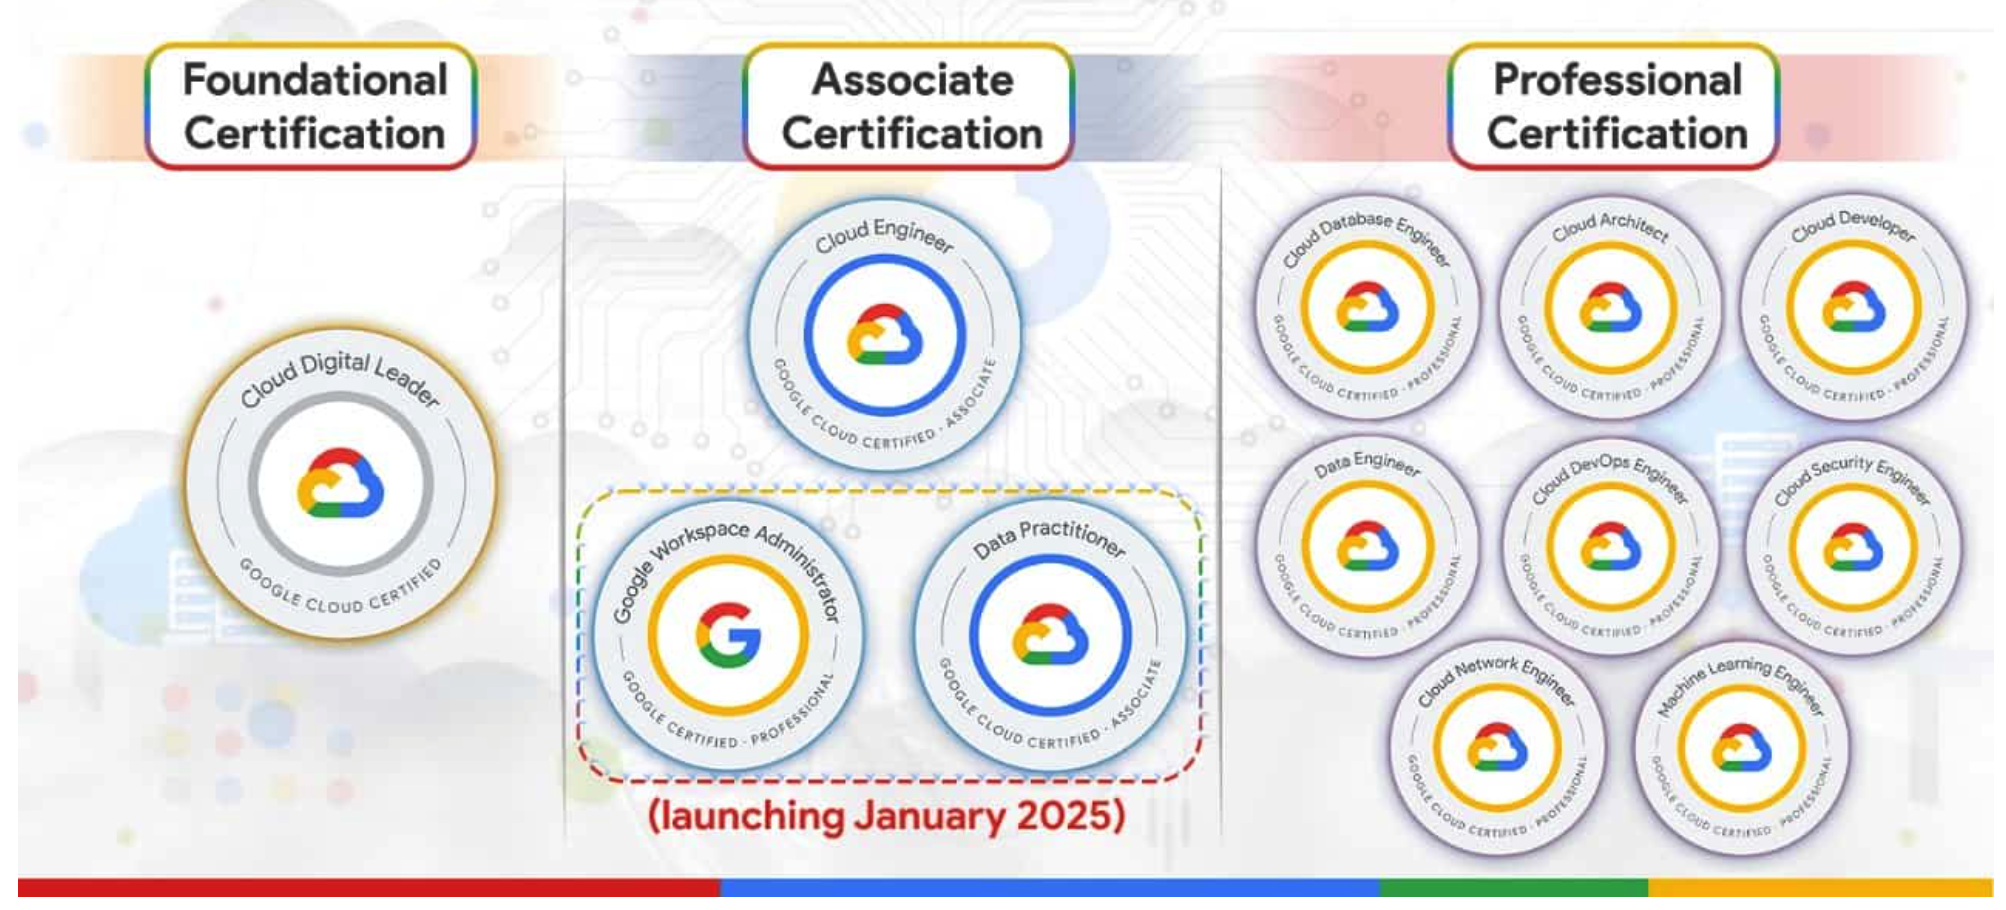 Foundational
Certification
Cloud Digital Leader
GOOGLE CLOUD CERTIFIED
Associate
Certification
Cloud Engineer
GOOGLE CLOUD CERTIFIED · ASSOCIATE
Google Workspace Administrator
GOOGLE CERTIFIED · PROFESSIONAL
Data Practitioner
GOOGLE CLOUD CERTIFIED · ASSOCIATE
(launching January 2025)
Professional
Certification
Cloud Database Engineer
GOOGLE CLOUD CERTIFIED · PROFESSIONAL
Cloud Architect
GOOGLE CLOUD CERTIFIED · PROFESSIONAL
Cloud Developer
GOOGLE CLOUD CERTIFIED · PROFESSIONAL
Data Engineer
GOOGLE CLOUD CERTIFIED · PROFESSIONAL
Cloud DevOps Engineer
GOOGLE CLOUD CERTIFIED · PROFESSIONAL
Cloud Security Engineer
GOOGLE CLOUD CERTIFIED · PROFESSIONAL
Cloud Network Engineer
GOOGLE CLOUD CERTIFIED · PROFESSIONAL
Machine Learning Engineer
GOOGLE CLOUD CERTIFIED · PROFESSIONAL